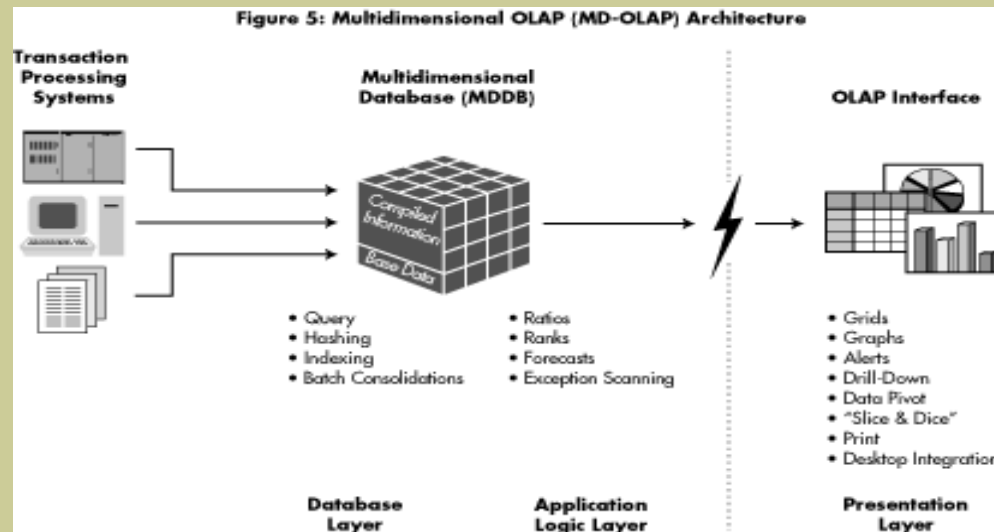 Figure 5: Multidimensional OLAP (MD-OLAP) Architecture
Transaction
Processing
Systems
Multidimensional
Database (MDDB)
OLAP Interface
Compiled
Information
Base Data
• Query
• Hashing
• Indexing
• Batch Consolidations
• Ratios
• Ranks
• Forecasts
• Exception Scanning
• Grids
• Graphs
• Alerts
• Drill-Down
• Data Pivot
• "Slice & Dice"
• Print
• Desktop Integration
Database
Layer
Application
Logic Layer
Presentation
Layer